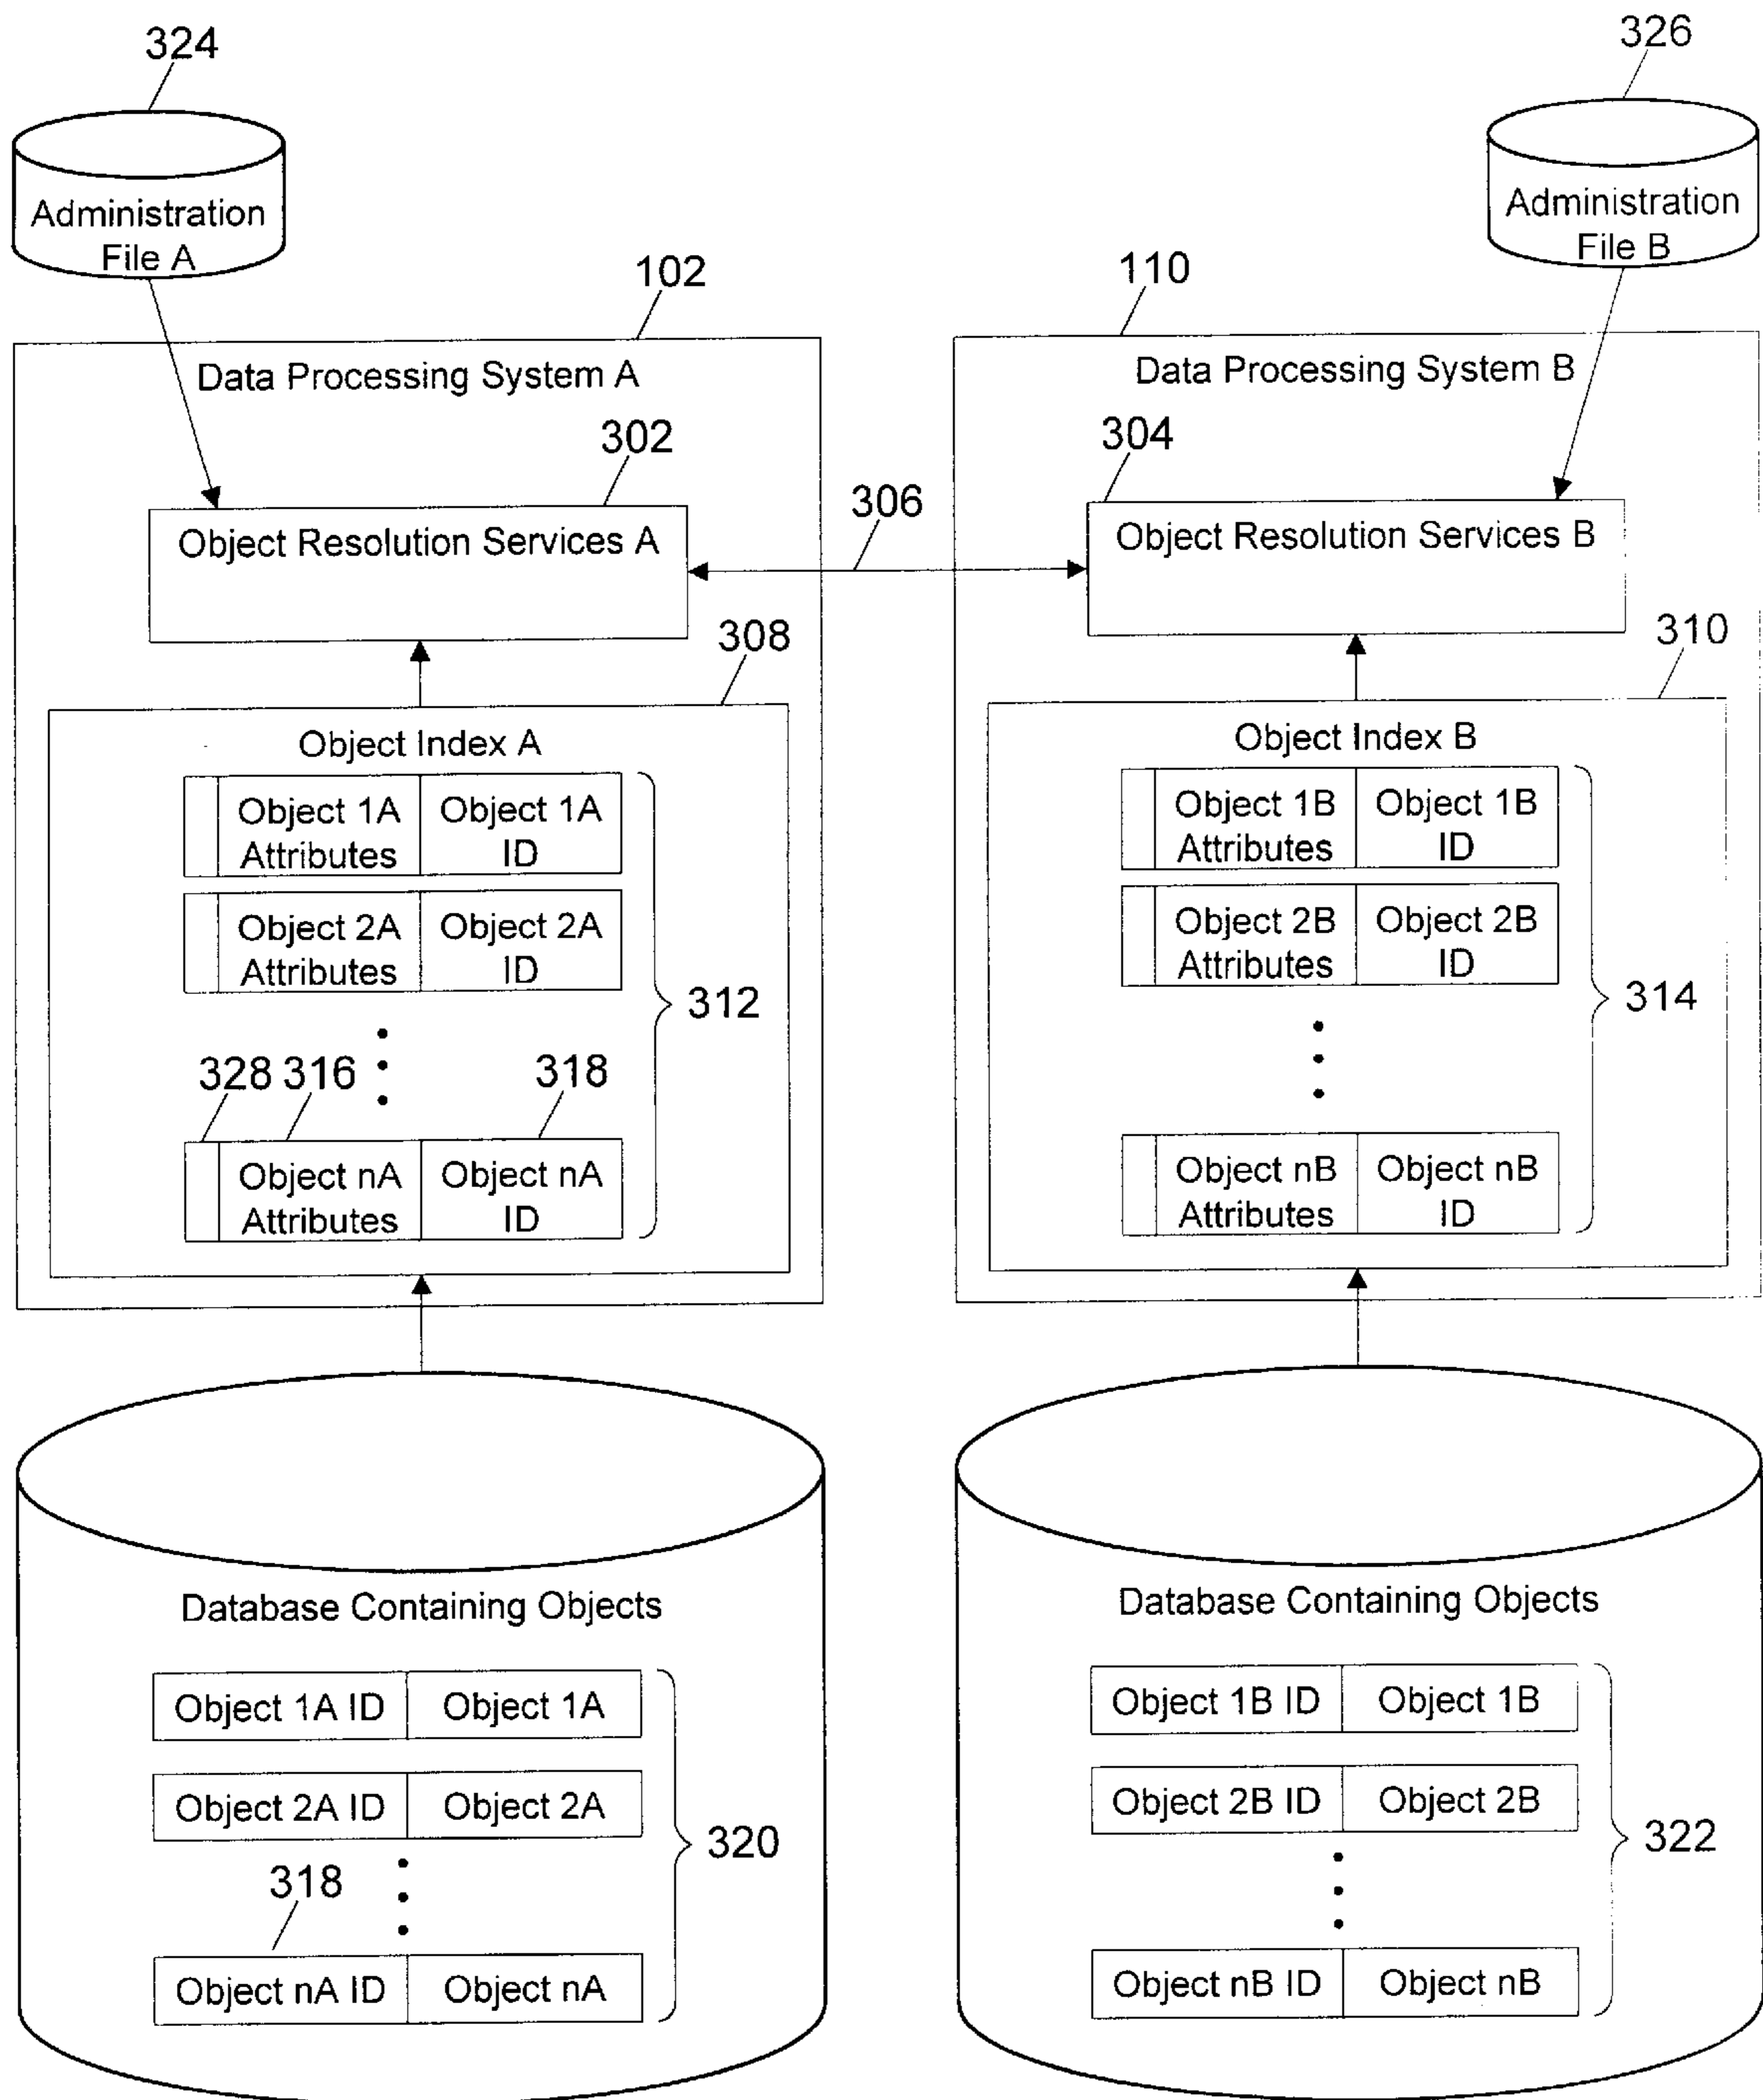 324
326
Administration
File A
Administration
File B
102
110
Data Processing System A
Data Processing System B
302
304
306
Object Resolution Services A
Object Resolution Services B
308
310
Object Index A
Object 1A
Attributes
Object 1A
ID
Object 2A
Attributes
Object 2A
ID
312
328
316
318
Object nA
Attributes
Object nA
ID
Object Index B
Object 1B
Attributes
Object 1B
ID
Object 2B
Attributes
Object 2B
ID
314
Object nB
Attributes
Object nB
ID
Database Containing Objects
Object 1A ID
Object 1A
Object 2A ID
Object 2A
320
318
Object nA ID
Object nA
Database Containing Objects
Object 1B ID
Object 1B
Object 2B ID
Object 2B
322
Object nB ID
Object nB